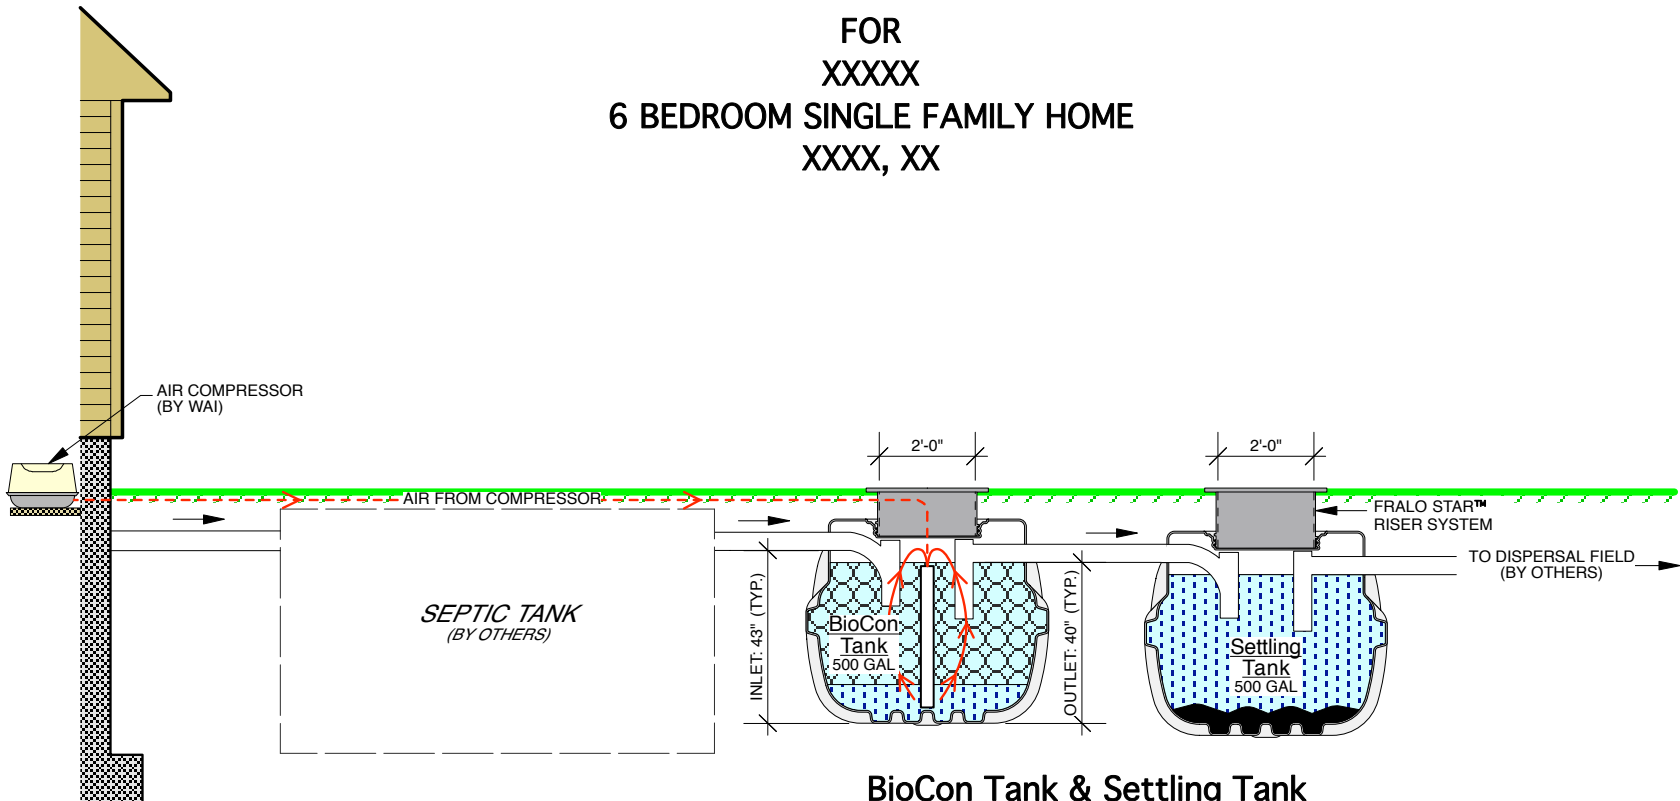 FOR
XXXXX
6 BEDROOM SINGLE FAMILY HOME
XXXX, XX
AIR COMPRESSOR
(BY WAI)
2'-0"
2'-0"
AIR FROM COMPRESSOR
FRALO STAR™
RISER SYSTEM
TO DISPERSAL FIELD
(BY OTHERS)
SEPTIC TANK
(BY OTHERS)
INLET: 43" (TYP.)
BioCon
Tank
500 GAL
OUTLET: 40" (TYP.)
Settling
Tank
500 GAL
BioCon Tank & Settling Tank